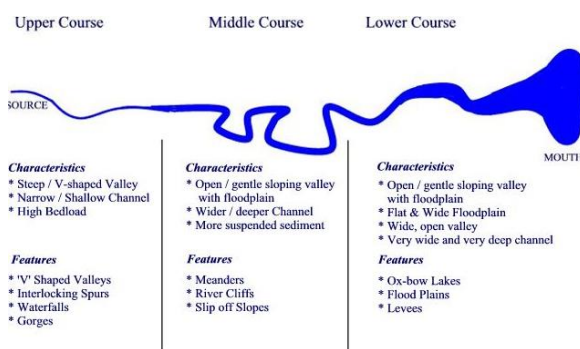 Upper Course
Middle Course
Lower Course
SOURCE
MOUTH
Characteristics
* Steep / V-shaped Valley
* Narrow / Shallow Channel
* High Bedload
Features
* 'V' Shaped Valleys
* Interlocking Spurs
* Waterfalls
* Gorges
Characteristics
* Open / gentle sloping valley
with floodplain
* Wider / deeper Channel
* More suspended sediment
Features
* Meanders
* River Cliffs
* Slip off Slopes
Characteristics
* Open / gentle sloping valley
with floodplain
* Flat & Wide Floodplain
* Wide, open valley
* Very wide and very deep channel
Features
* Ox-bow Lakes
* Flood Plains
* Levees